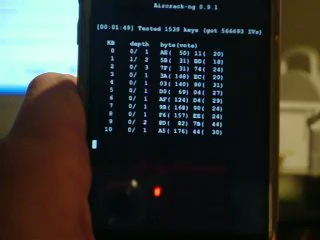 Aircrack-ng 0.9.1
[00:01:49] Tested 1539 keys (got 566693 IVs)
KB depth byte(vote)
0 0/ 1 AE( 50) 11( 20)
1 1/ 2 5B( 31) BD( 18)
2 0/ 3 7F( 31) 74( 24)
3 0/ 1 3A( 148) EC( 20)
4 0/ 1 03( 140) 90( 31)
5 0/ 1 D0( 69) 04( 27)
6 0/ 1 AF( 124) D4( 29)
7 0/ 1 9B( 168) 90( 24)
8 0/ 1 F6( 157) EE( 24)
9 0/ 2 8D( 82) 7B( 44)
10 0/ 1 A5( 176) 44( 30)